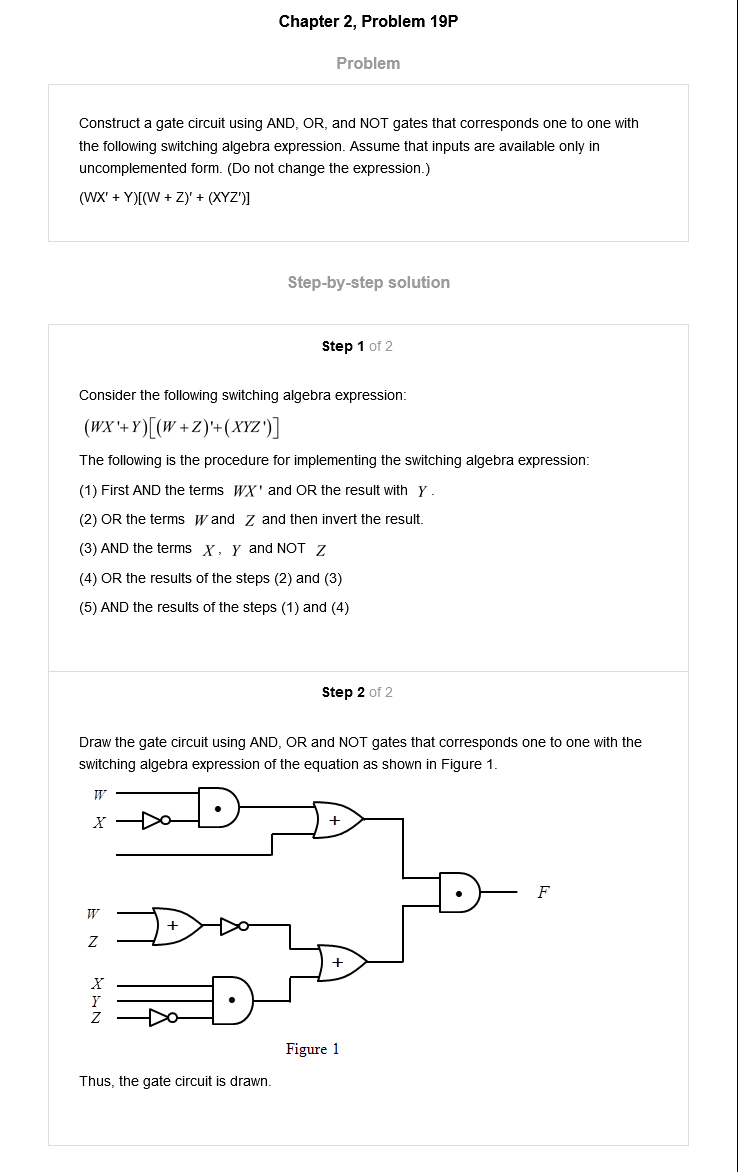 Chapter 2, Problem 19P
Problem
Construct a gate circuit using AND, OR, and NOT gates that corresponds one to one with
the following switching algebra expression. Assume that inputs are available only in
uncomplemented form. (Do not change the expression.)
(WX′ + Y)[(W + Z)′ + (XYZ′)]
Step-by-step solution
Step 1 of 2
Consider the following switching algebra expression:
(WX'+Y)[(W+Z)'+(XYZ')]
The following is the procedure for implementing the switching algebra expression:
(1) First AND the terms WX' and OR the result with Y.
(2) OR the terms W and Z and then invert the result.
(3) AND the terms X, Y and NOT Z
(4) OR the results of the steps (2) and (3)
(5) AND the results of the steps (1) and (4)
Step 2 of 2
Draw the gate circuit using AND, OR and NOT gates that corresponds one to one with the
switching algebra expression of the equation as shown in Figure 1.
W
X
+
F
W
Z
+
+
X
Y
Z
Figure 1
Thus, the gate circuit is drawn.